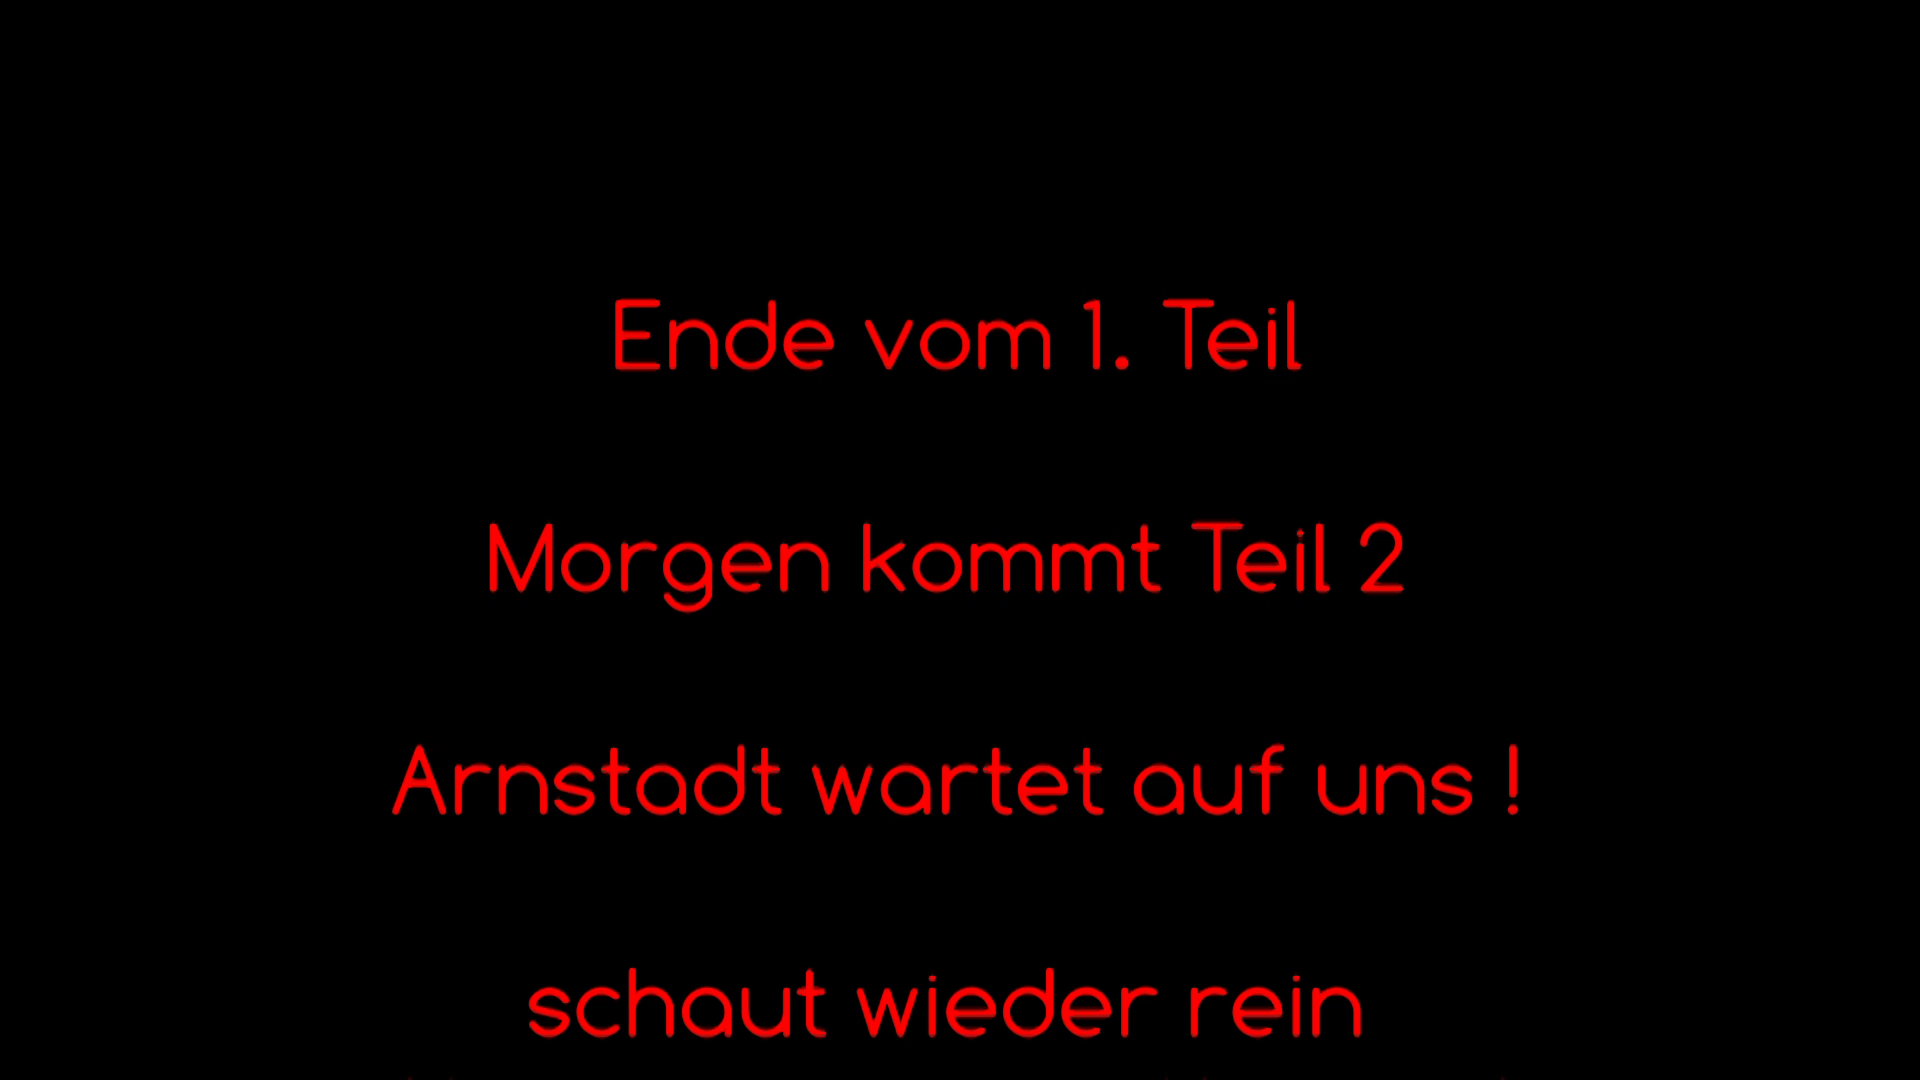 Ende vom 1. Teil
Morgen kommt Teil 2
Arnstadt wartet auf uns !
schaut wieder rein